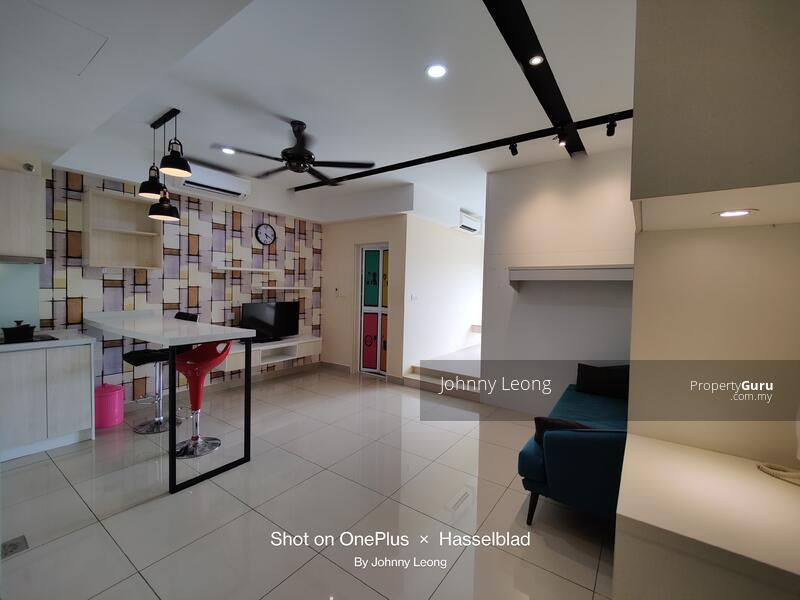 Johnny Leong
PropertyGuru
.com.my
Shot on OnePlus × Hasselblad
By Johnny Leong